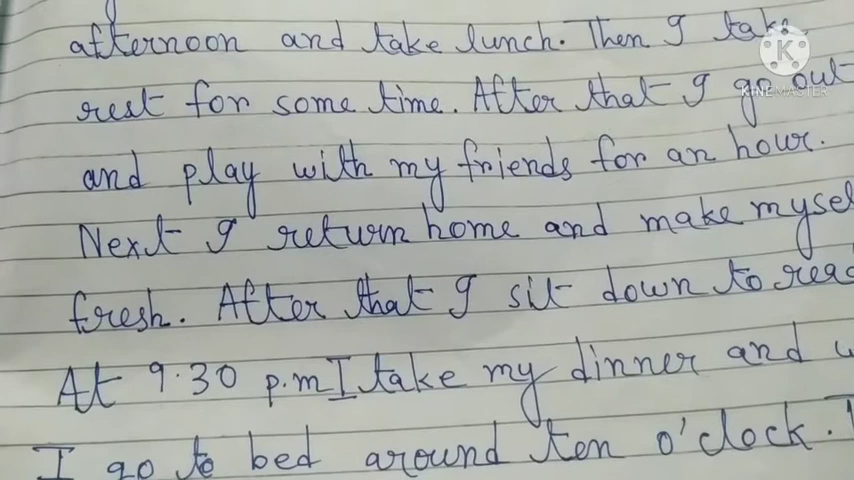 afternoon and take lunch. Then I take
rest for some time. After that I go out
and play with my friends for an hour.
Next I return home and make mysel
fresh. After that I sit down to read
At 9.30 p.m I take my dinner and
I go to bed around ten o'clock.
KINEMASTER